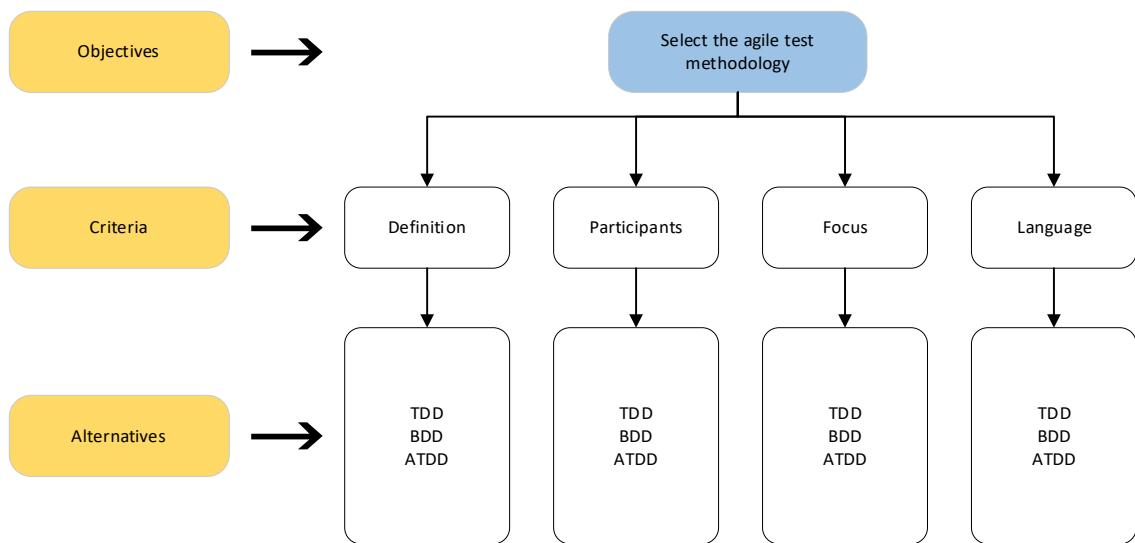 Objectives
Select the agile test
methodology
Criteria
Definition
Participants
Focus
Language
Alternatives
TDD
BDD
ATDD
TDD
BDD
ATDD
TDD
BDD
ATDD
TDD
BDD
ATDD